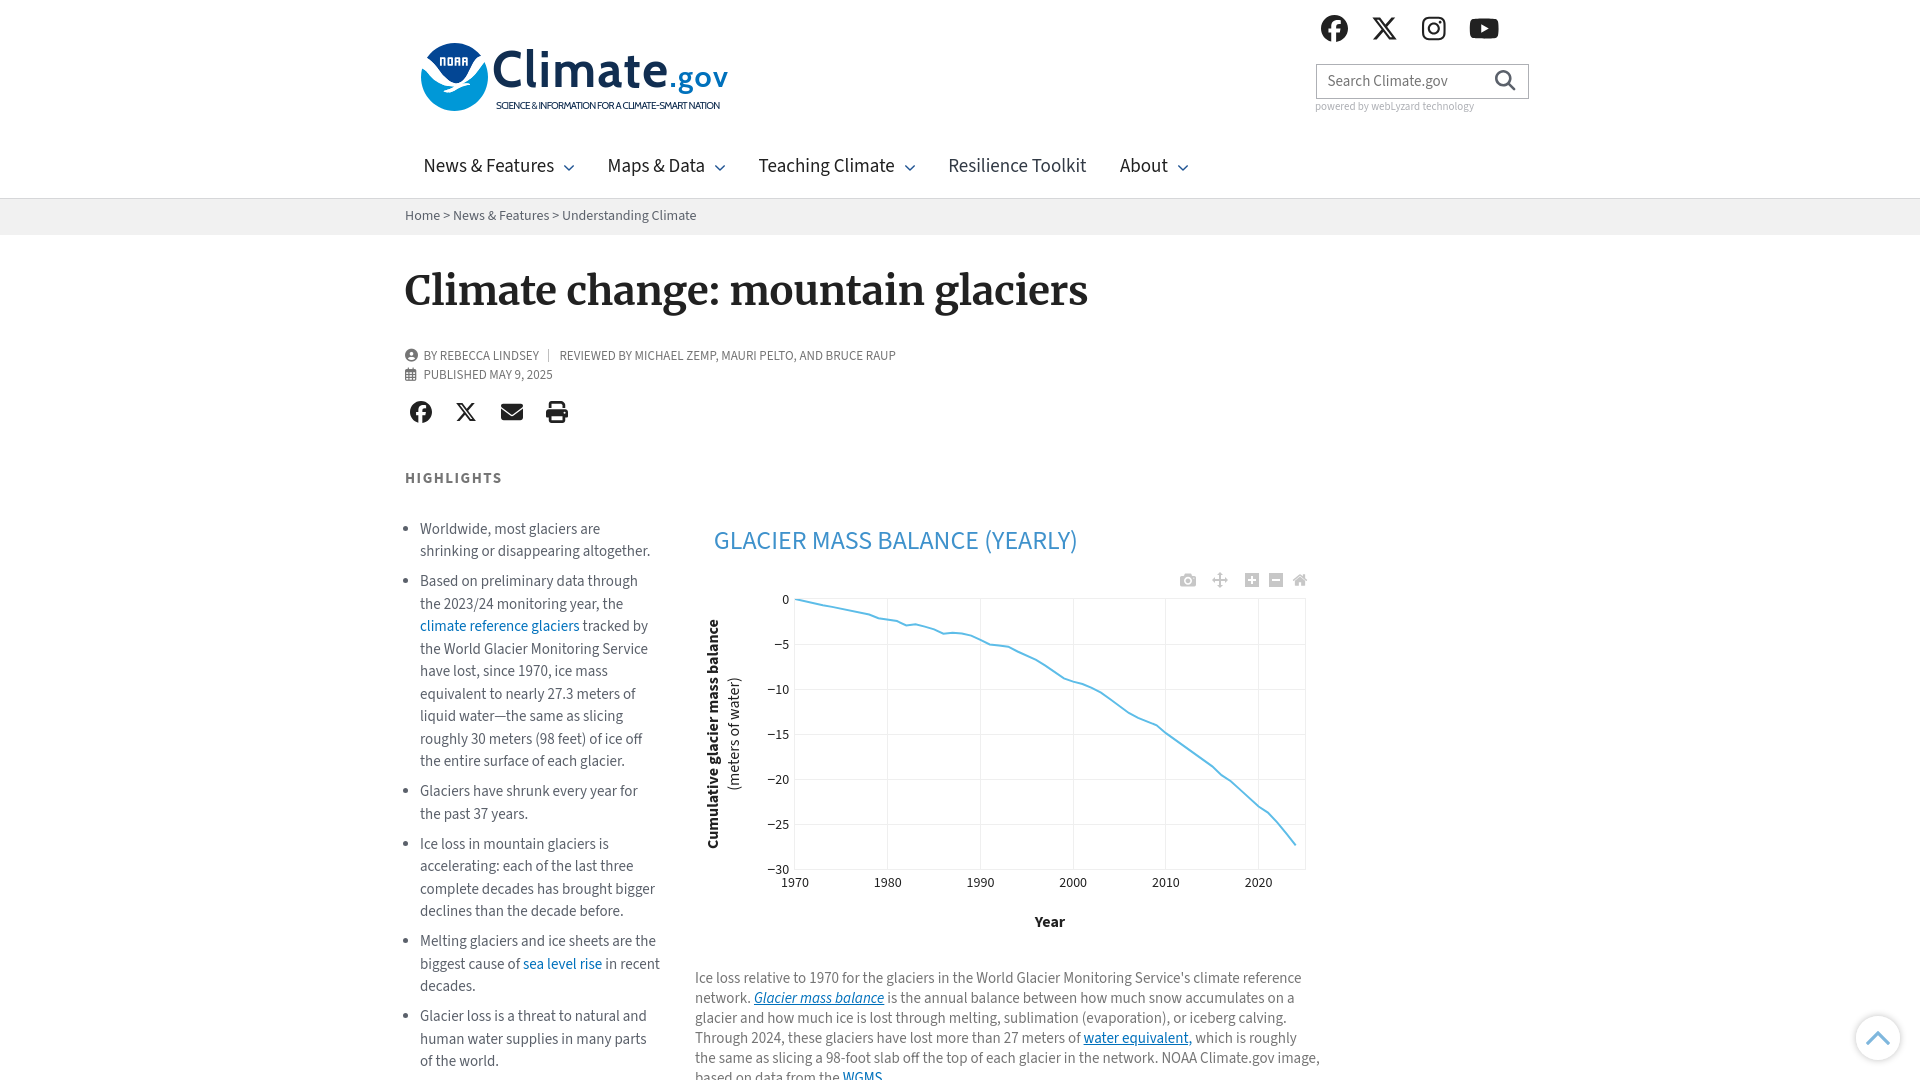 NOAA
Climate.gov
SCIENCE & INFORMATION FOR A CLIMATE-SMART NATION
Search Climate.gov
powered by webLyzard technology
News & Features
Maps & Data
Teaching Climate
Resilience Toolkit
About
Home > News & Features > Understanding Climate
Climate change: mountain glaciers
BY REBECCA LINDSEY | REVIEWED BY MICHAEL ZEMP, MAURI PELTO, AND BRUCE RAUP
PUBLISHED MAY 9, 2025
HIGHLIGHTS
Worldwide, most glaciers are
shrinking or disappearing altogether.
Based on preliminary data through
the 2023/24 monitoring year, the
climate reference glaciers tracked by
the World Glacier Monitoring Service
have lost, since 1970, ice mass
equivalent to nearly 27.3 meters of
liquid water—the same as slicing
roughly 30 meters (98 feet) of ice off
the entire surface of each glacier.
Glaciers have shrunk every year for
the past 37 years.
Ice loss in mountain glaciers is
accelerating: each of the last three
complete decades has brought bigger
declines than the decade before.
Melting glaciers and ice sheets are the
biggest cause of sea level rise in recent
decades.
Glacier loss is a threat to natural and
human water supplies in many parts
of the world.
GLACIER MASS BALANCE (YEARLY)
Cumulative glacier mass balance
(meters of water)
0
−5
−10
−15
−20
−25
−30
1970
1980
1990
2000
2010
2020
Year
Ice loss relative to 1970 for the glaciers in the World Glacier Monitoring Service's climate reference
network. Glacier mass balance is the annual balance between how much snow accumulates on a
glacier and how much ice is lost through melting, sublimation (evaporation), or iceberg calving.
Through 2024, these glaciers have lost more than 27 meters of water equivalent, which is roughly
the same as slicing a 98-foot slab off the top of each glacier in the network. NOAA Climate.gov image,
based on data from the WGMS.